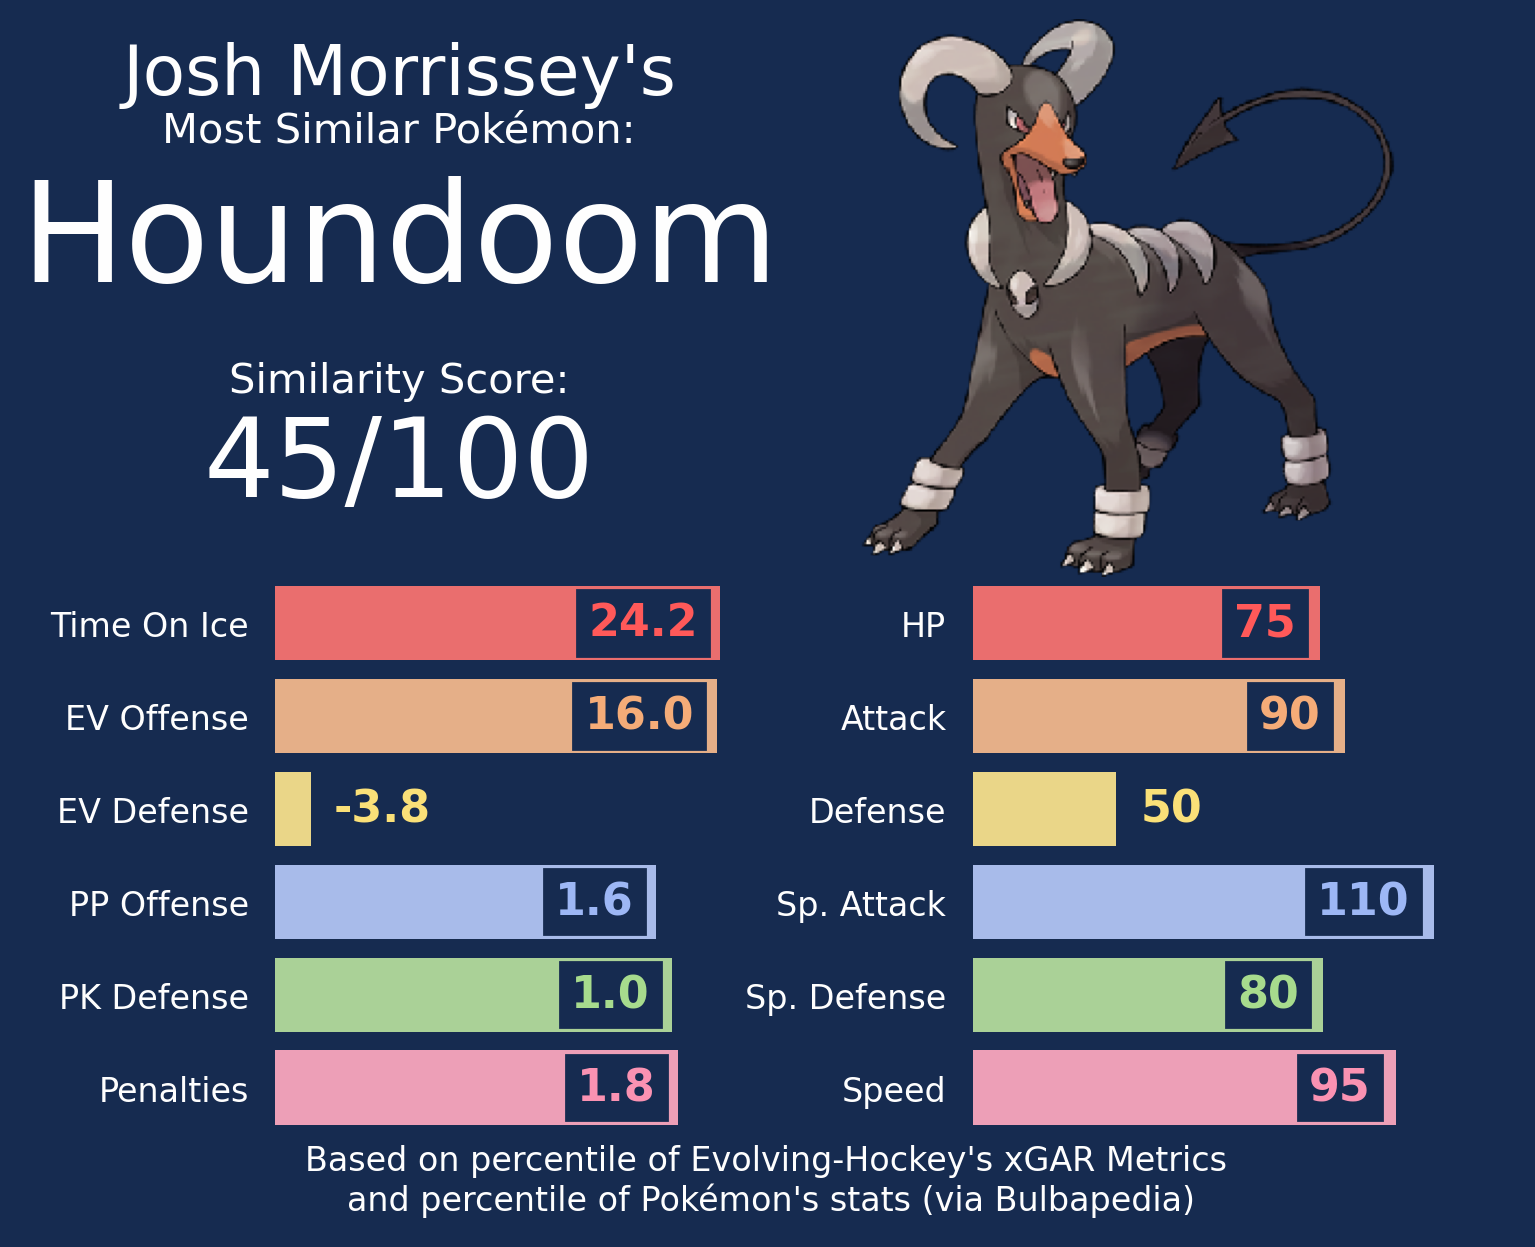 Josh Morrissey's
Most Similar Pokémon:
Houndoom
Similarity Score:
45/100
Time On Ice 24.2
EV Offense 16.0
EV Defense -3.8
PP Offense 1.6
PK Defense 1.0
Penalties 1.8
HP 75
Attack 90
Defense 50
Sp. Attack 110
Sp. Defense 80
Speed 95
Based on percentile of Evolving-Hockey's xGAR Metrics
and percentile of Pokémon's stats (via Bulbapedia)